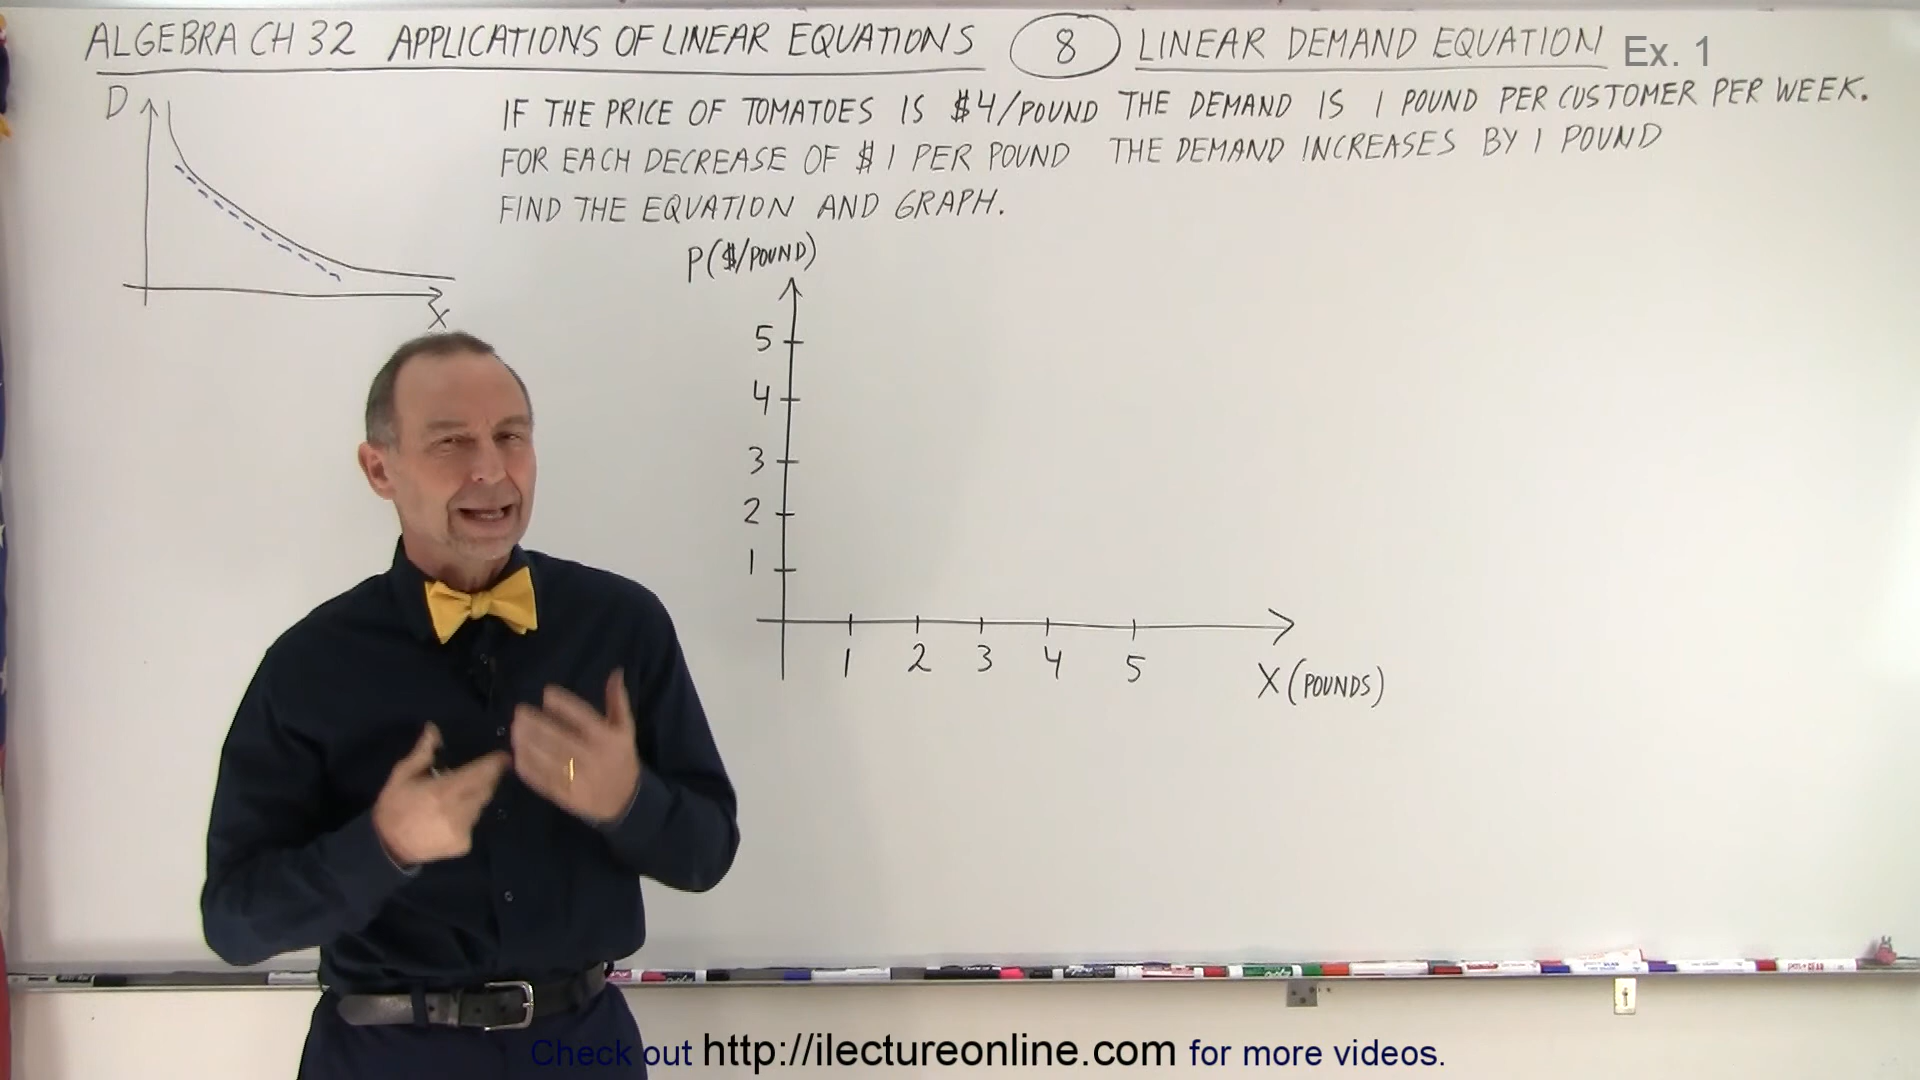 ALGEBRA CH 32 APPLICATIONS OF LINEAR EQUATIONS 8 LINEAR DEMAND EQUATION Ex. 1
D
X
IF THE PRICE OF TOMATOES IS $4/POUND THE DEMAND IS 1 POUND PER CUSTOMER PER WEEK.
FOR EACH DECREASE OF $1 PER POUND THE DEMAND INCREASES BY 1 POUND
FIND THE EQUATION AND GRAPH.
P($/POUND)
5
4
3
2
1
1 2 3 4 5
X (POUNDS)
Check out http://ilectureonline.com for more videos.